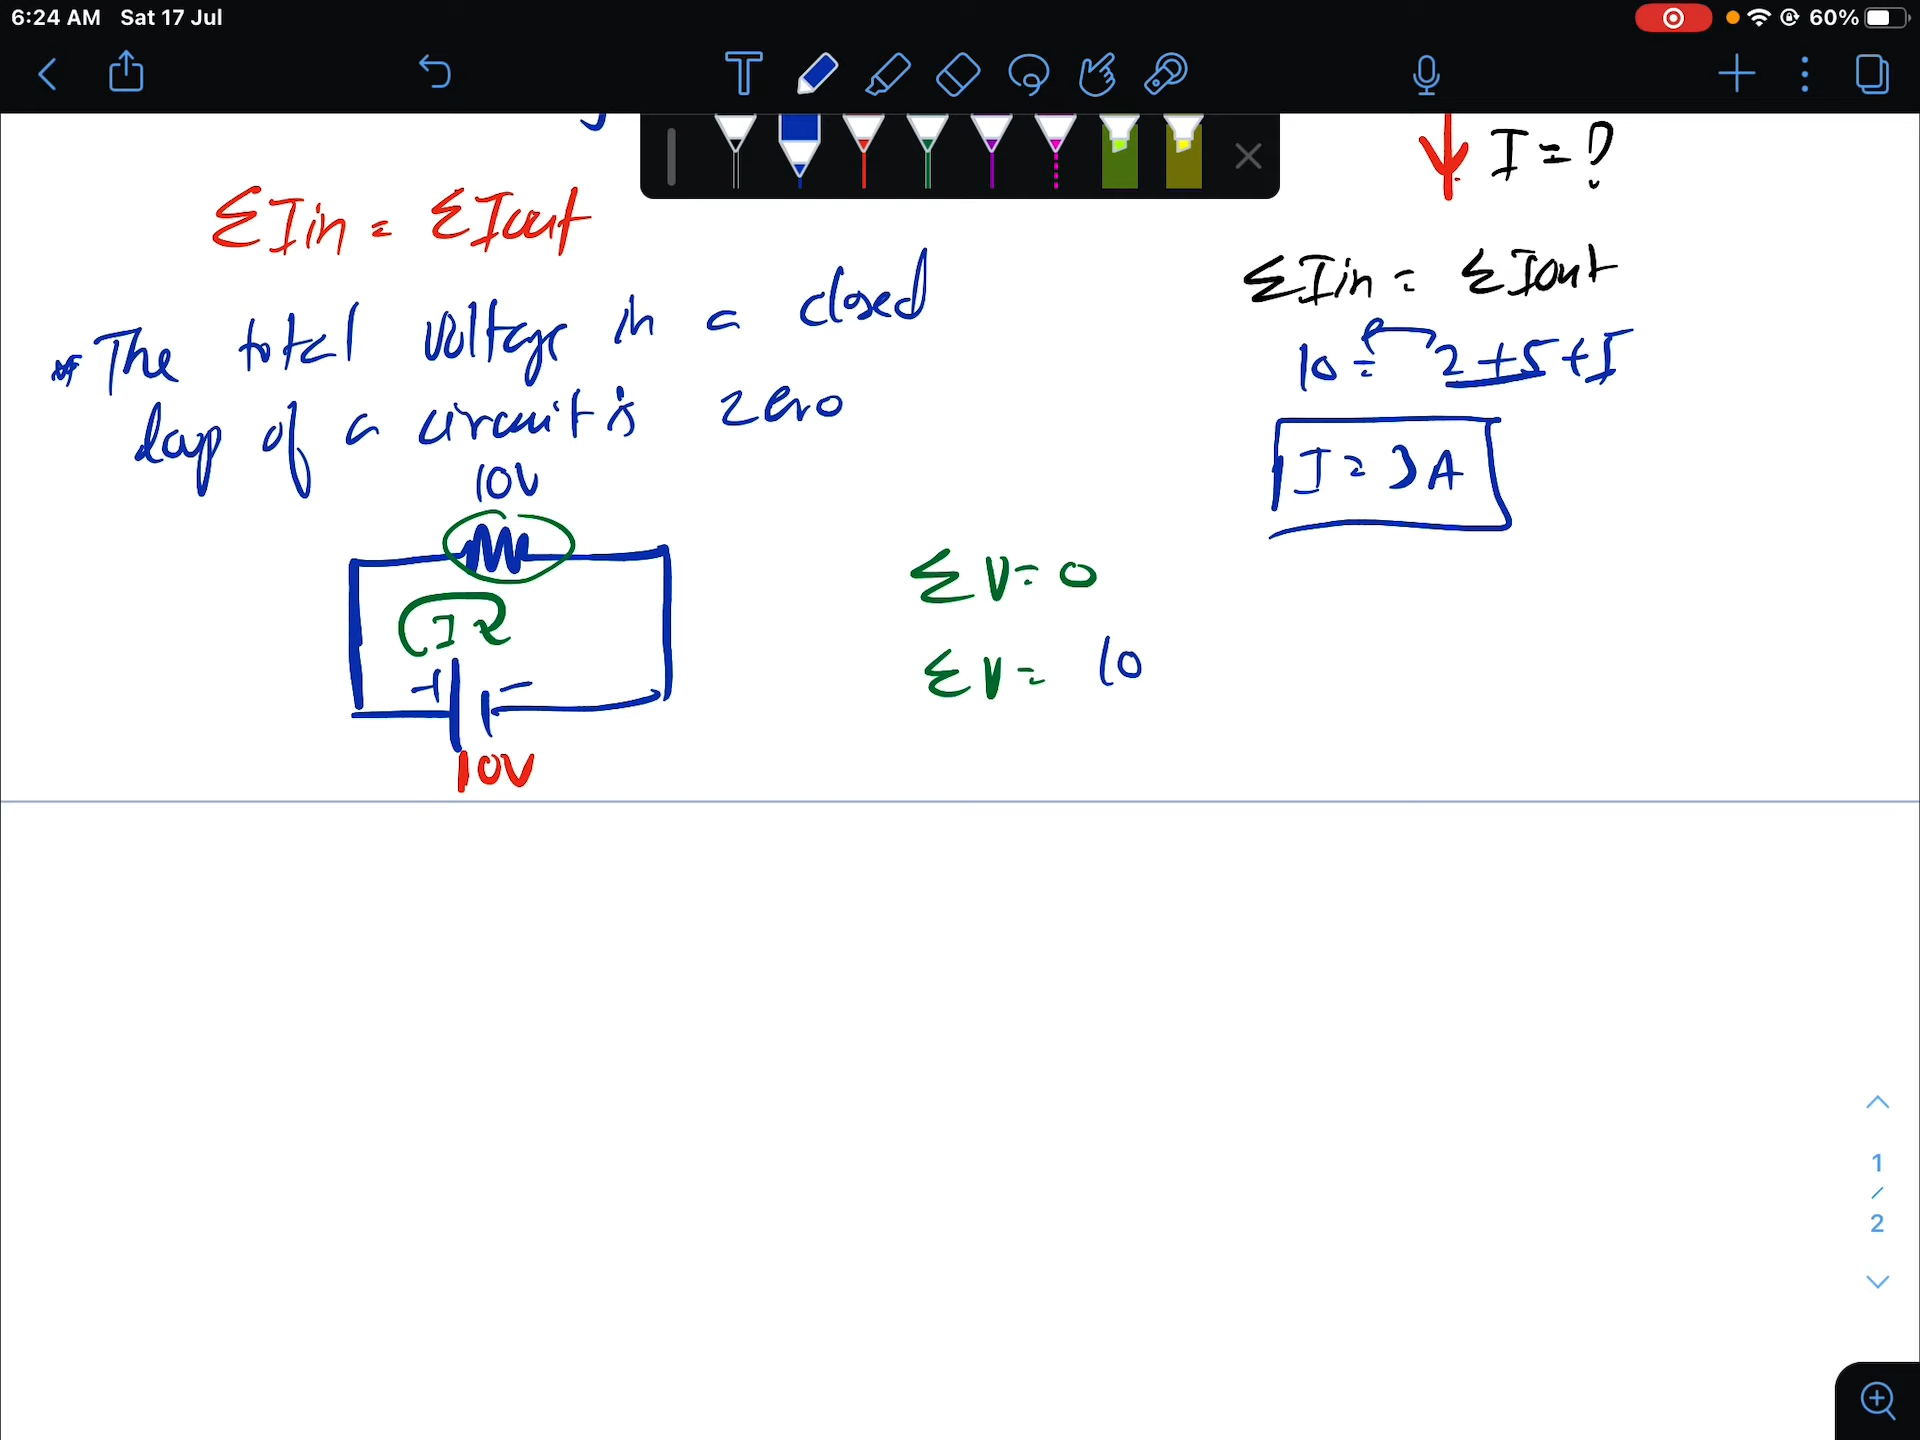 6:24 AM Sat 17 Jul
60%
T
I = ?
ΣIin = ΣIout
ΣIin = ΣIout
* The total voltage in a closed
10 = 2 + 5 + I
loop of a circuit is zero
I = 3A
10V
ΣV = 0
I
+ -
ΣV = 10
10V
1
/
2